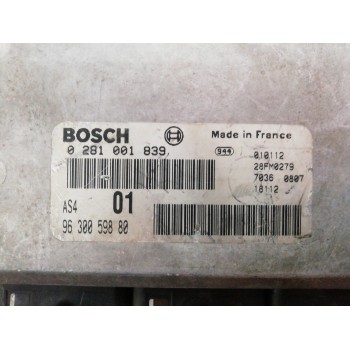 BOSCH Made in France
0 281 001 839 S44 010112
28FM0279
7036 0807
18112
AS4 01
96 300 598 80